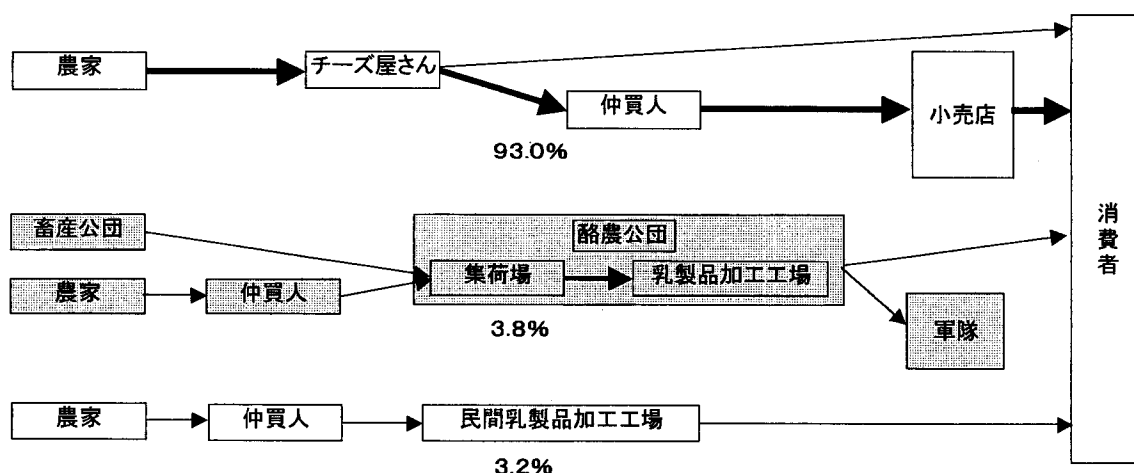 農家
チーズ屋さん
仲買人
小売店
93.0%
消費者
畜産公団
農家
仲買人
酪農公団
集荷場
乳製品加工工場
3.8%
軍隊
農家
仲買人
民間乳製品加工工場
3.2%